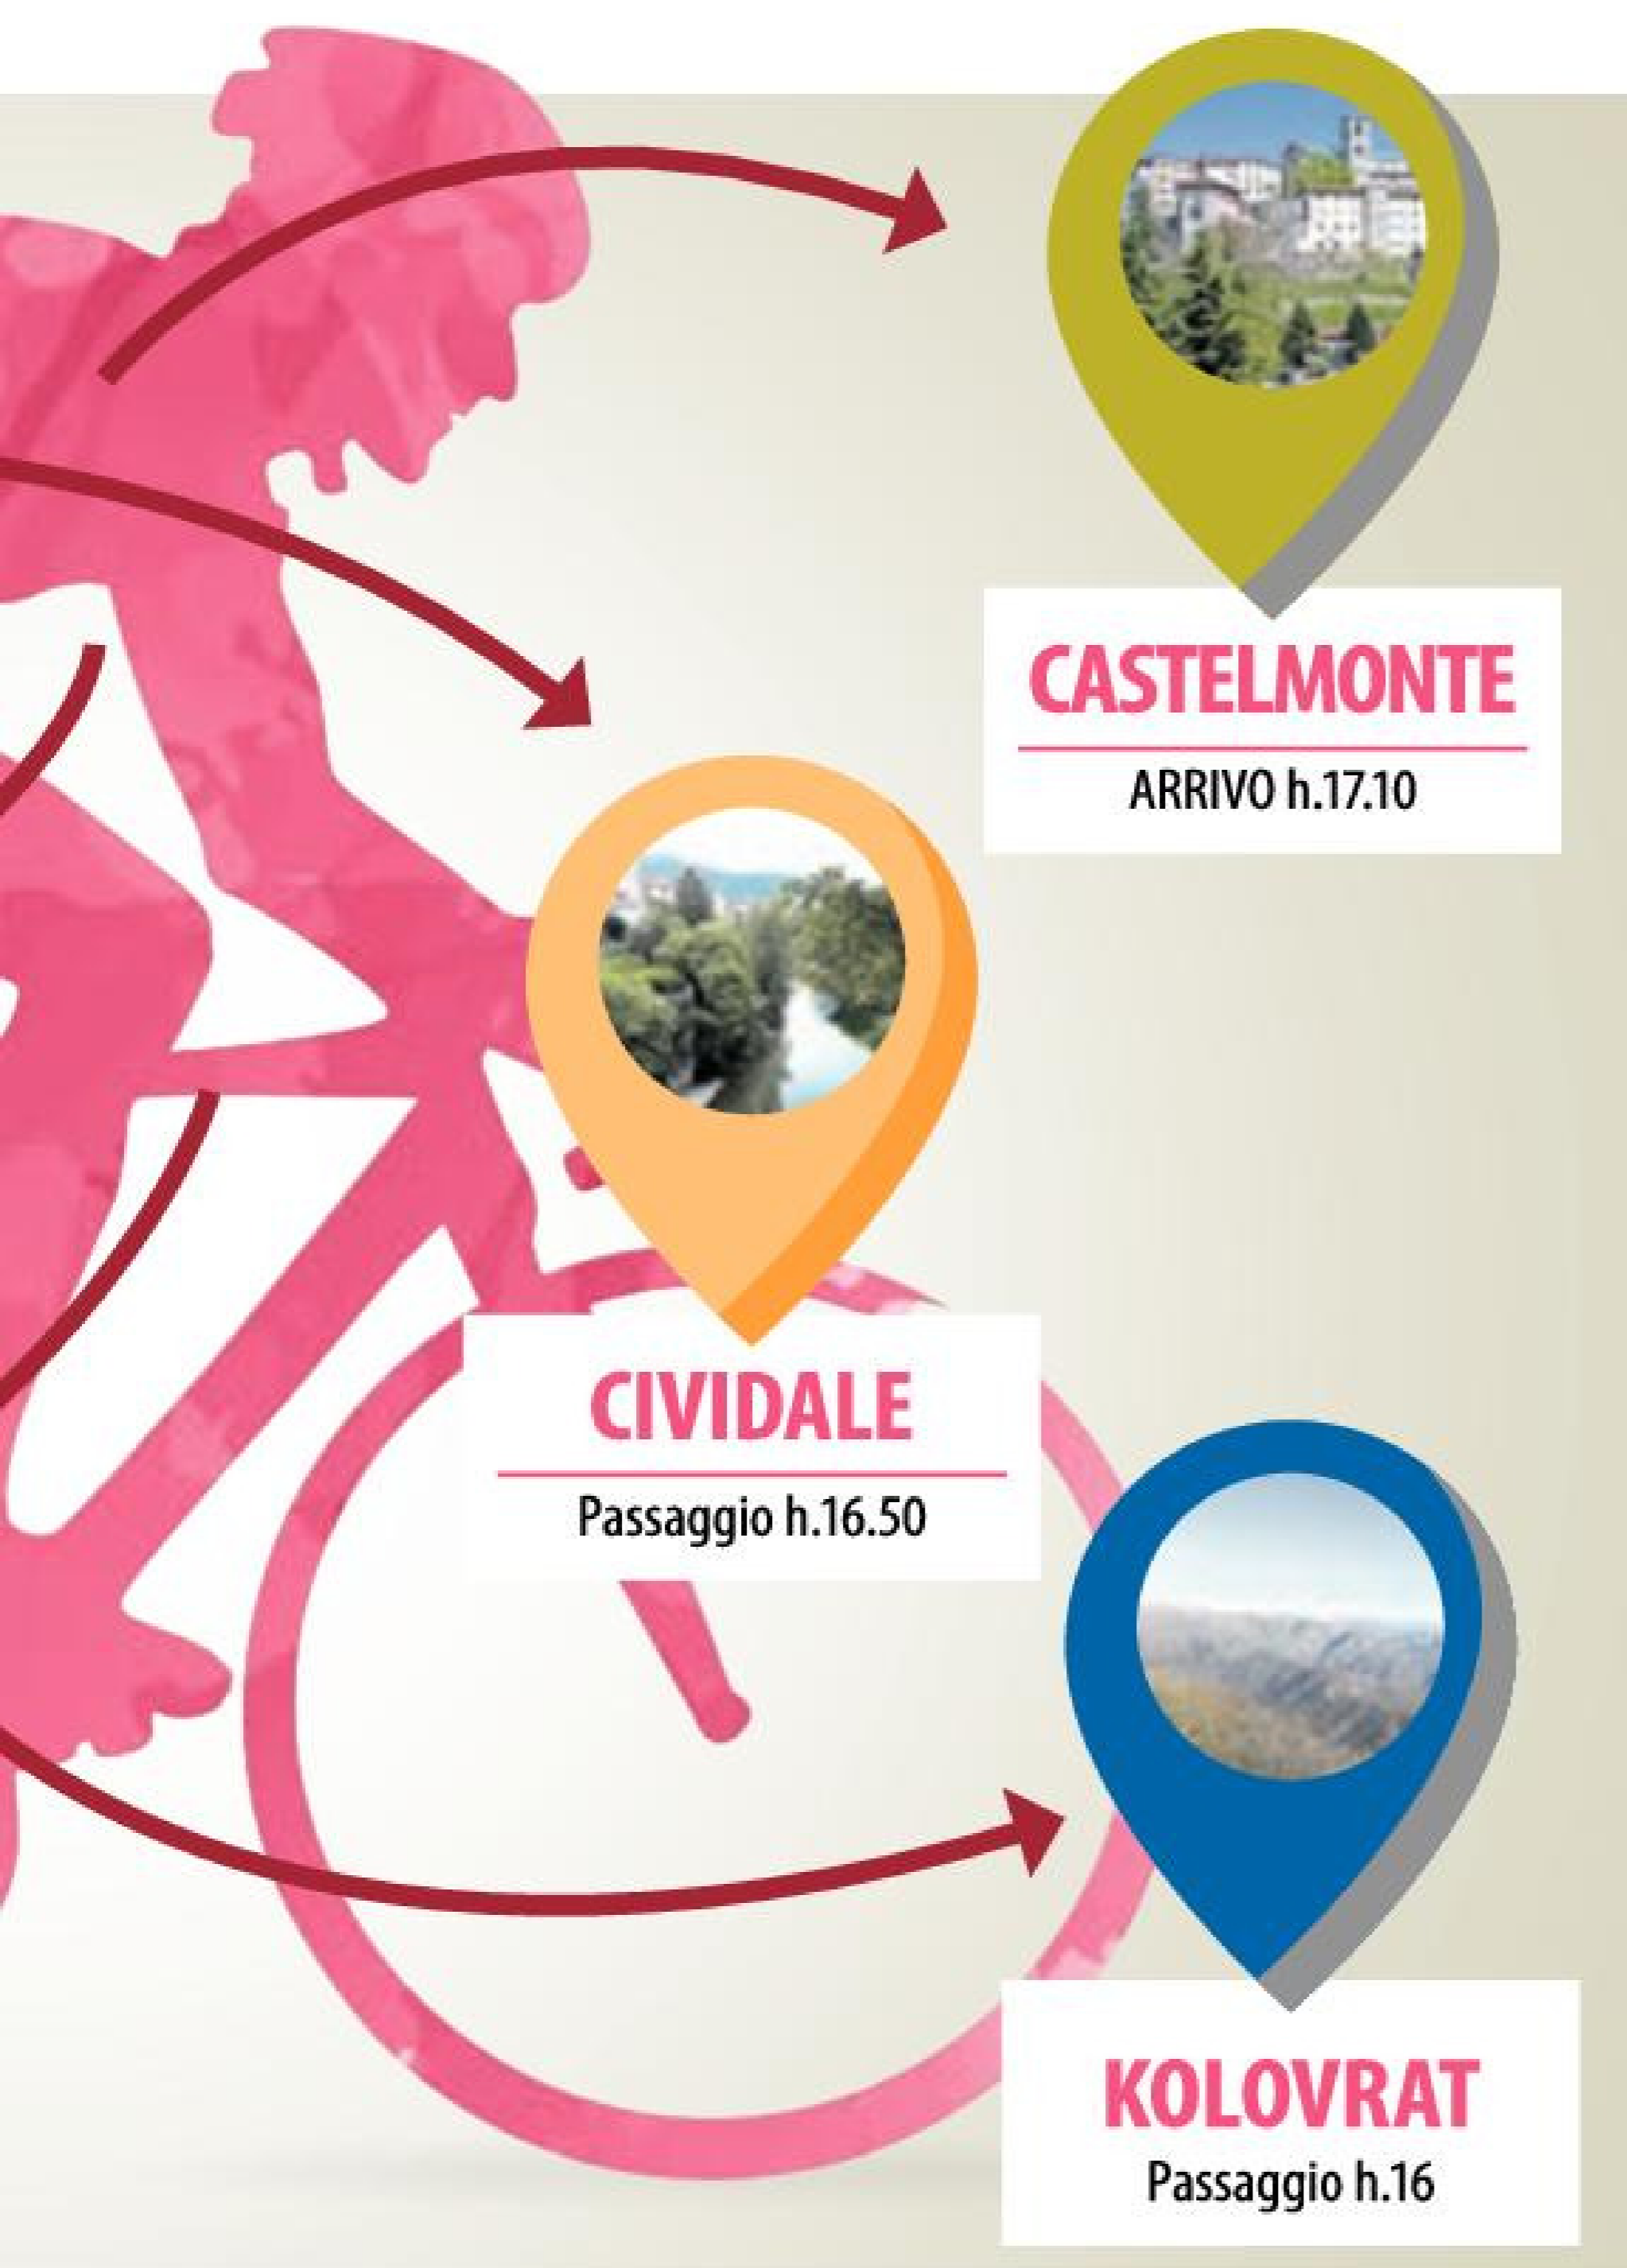 CASTELMONTE
ARRIVO h.17.10
CIVIDALE
Passaggio h.16.50
KOLOVRAT
Passaggio h.16